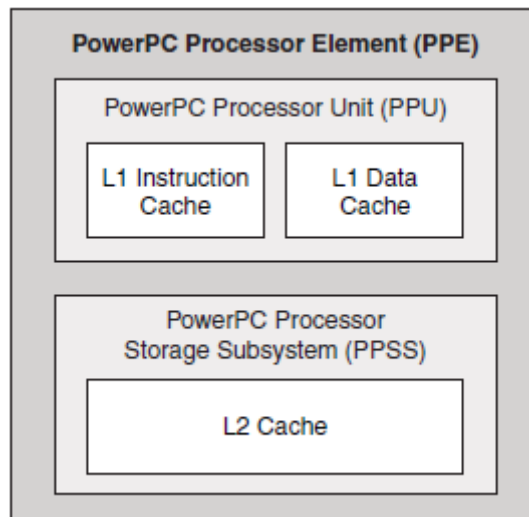 PowerPC Processor Element (PPE)
PowerPC Processor Unit (PPU)
L1 Instruction
Cache
L1 Data
Cache
PowerPC Processor
Storage Subsystem (PPSS)
L2 Cache